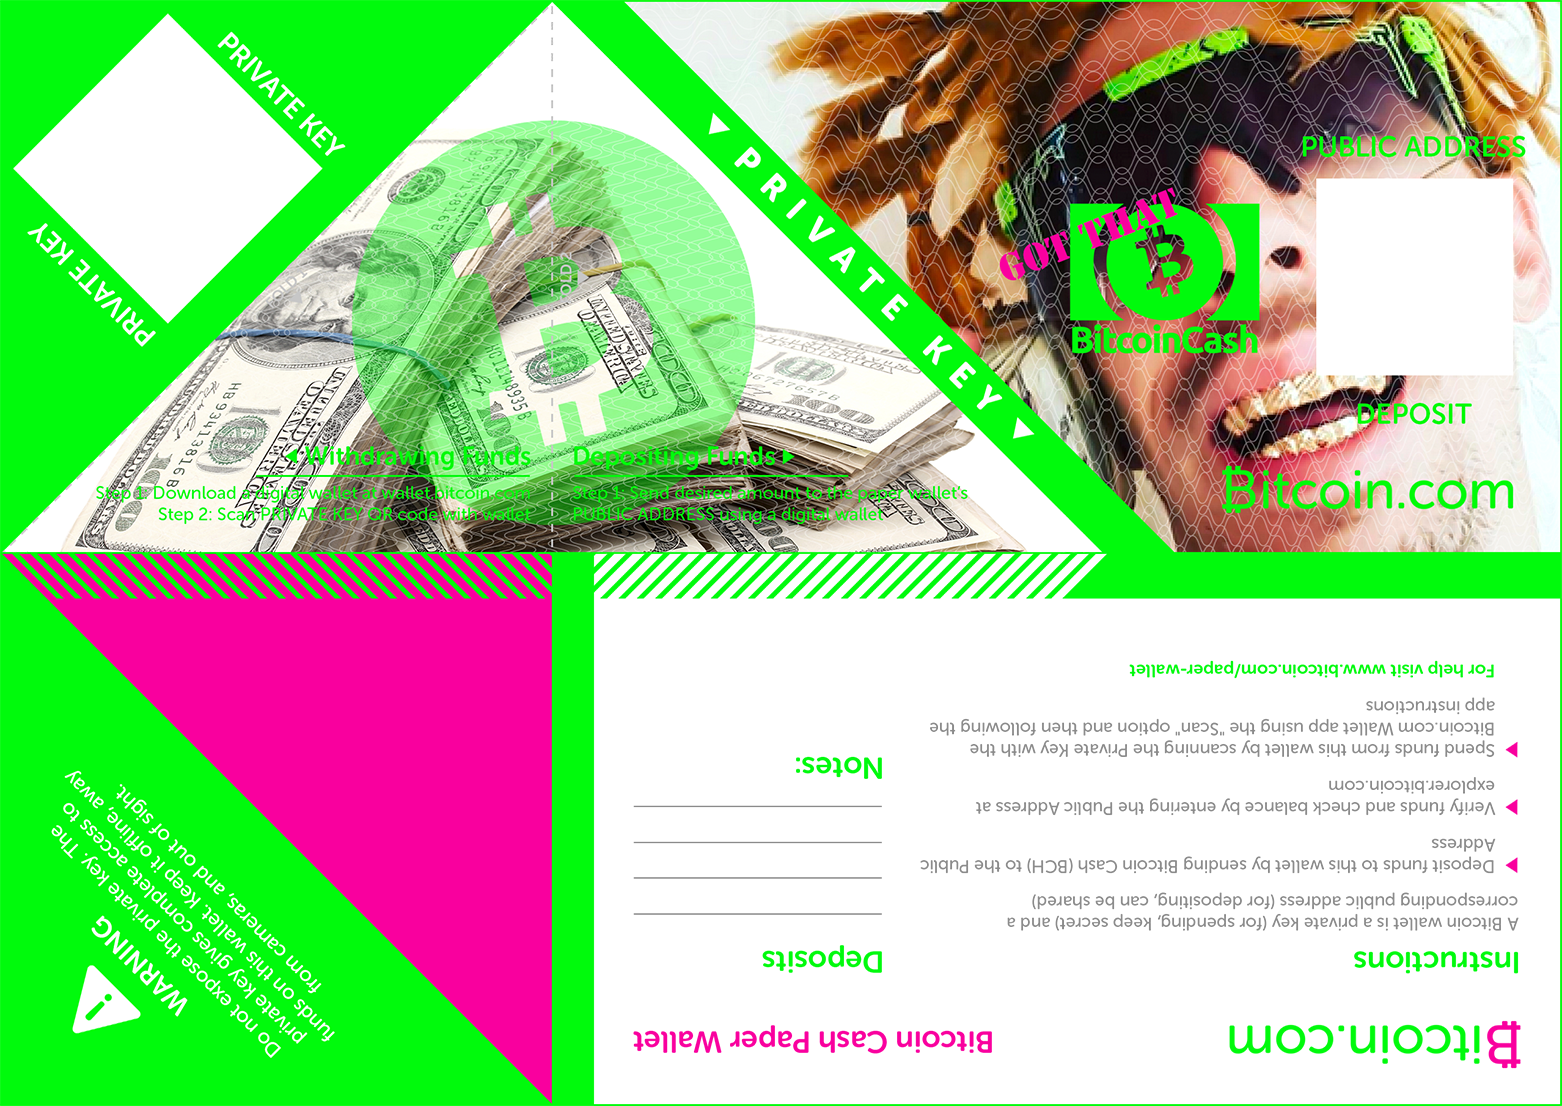 PRIVATE KEY
PRIVATE KEY
PRIVATE KEY
PUBLIC ADDRESS
GOT THAT
BitcoinCash
DEPOSIT
Bitcoin.com
Withdrawing Funds
Step 1: Download a digital wallet at wallet.bitcoin.com
Step 2: Scan PRIVATE KEY QR code with wallet
Depositing Funds
Step 1: Send desired amount to the paper wallet's
PUBLIC ADDRESS using a digital wallet
WARNING
Do not expose the private key. The
private key gives complete access to
funds on this wallet. Keep it offline, away
from cameras, and out of sight.
Bitcoin.com
Bitcoin Cash Paper Wallet
Instructions
A Bitcoin wallet is a private key (for spending, keep secret) and a
corresponding public address (for depositing, can be shared)
Deposit funds to this wallet by sending Bitcoin Cash (BCH) to the Public
Address
Verify funds and check balance by entering the Public Address at
explorer.bitcoin.com
Spend funds from this wallet by scanning the Private Key with the
Bitcoin.com Wallet app using the "Scan" option and then following the
app instructions
For help visit www.bitcoin.com/paper-wallet
Deposits
Notes: